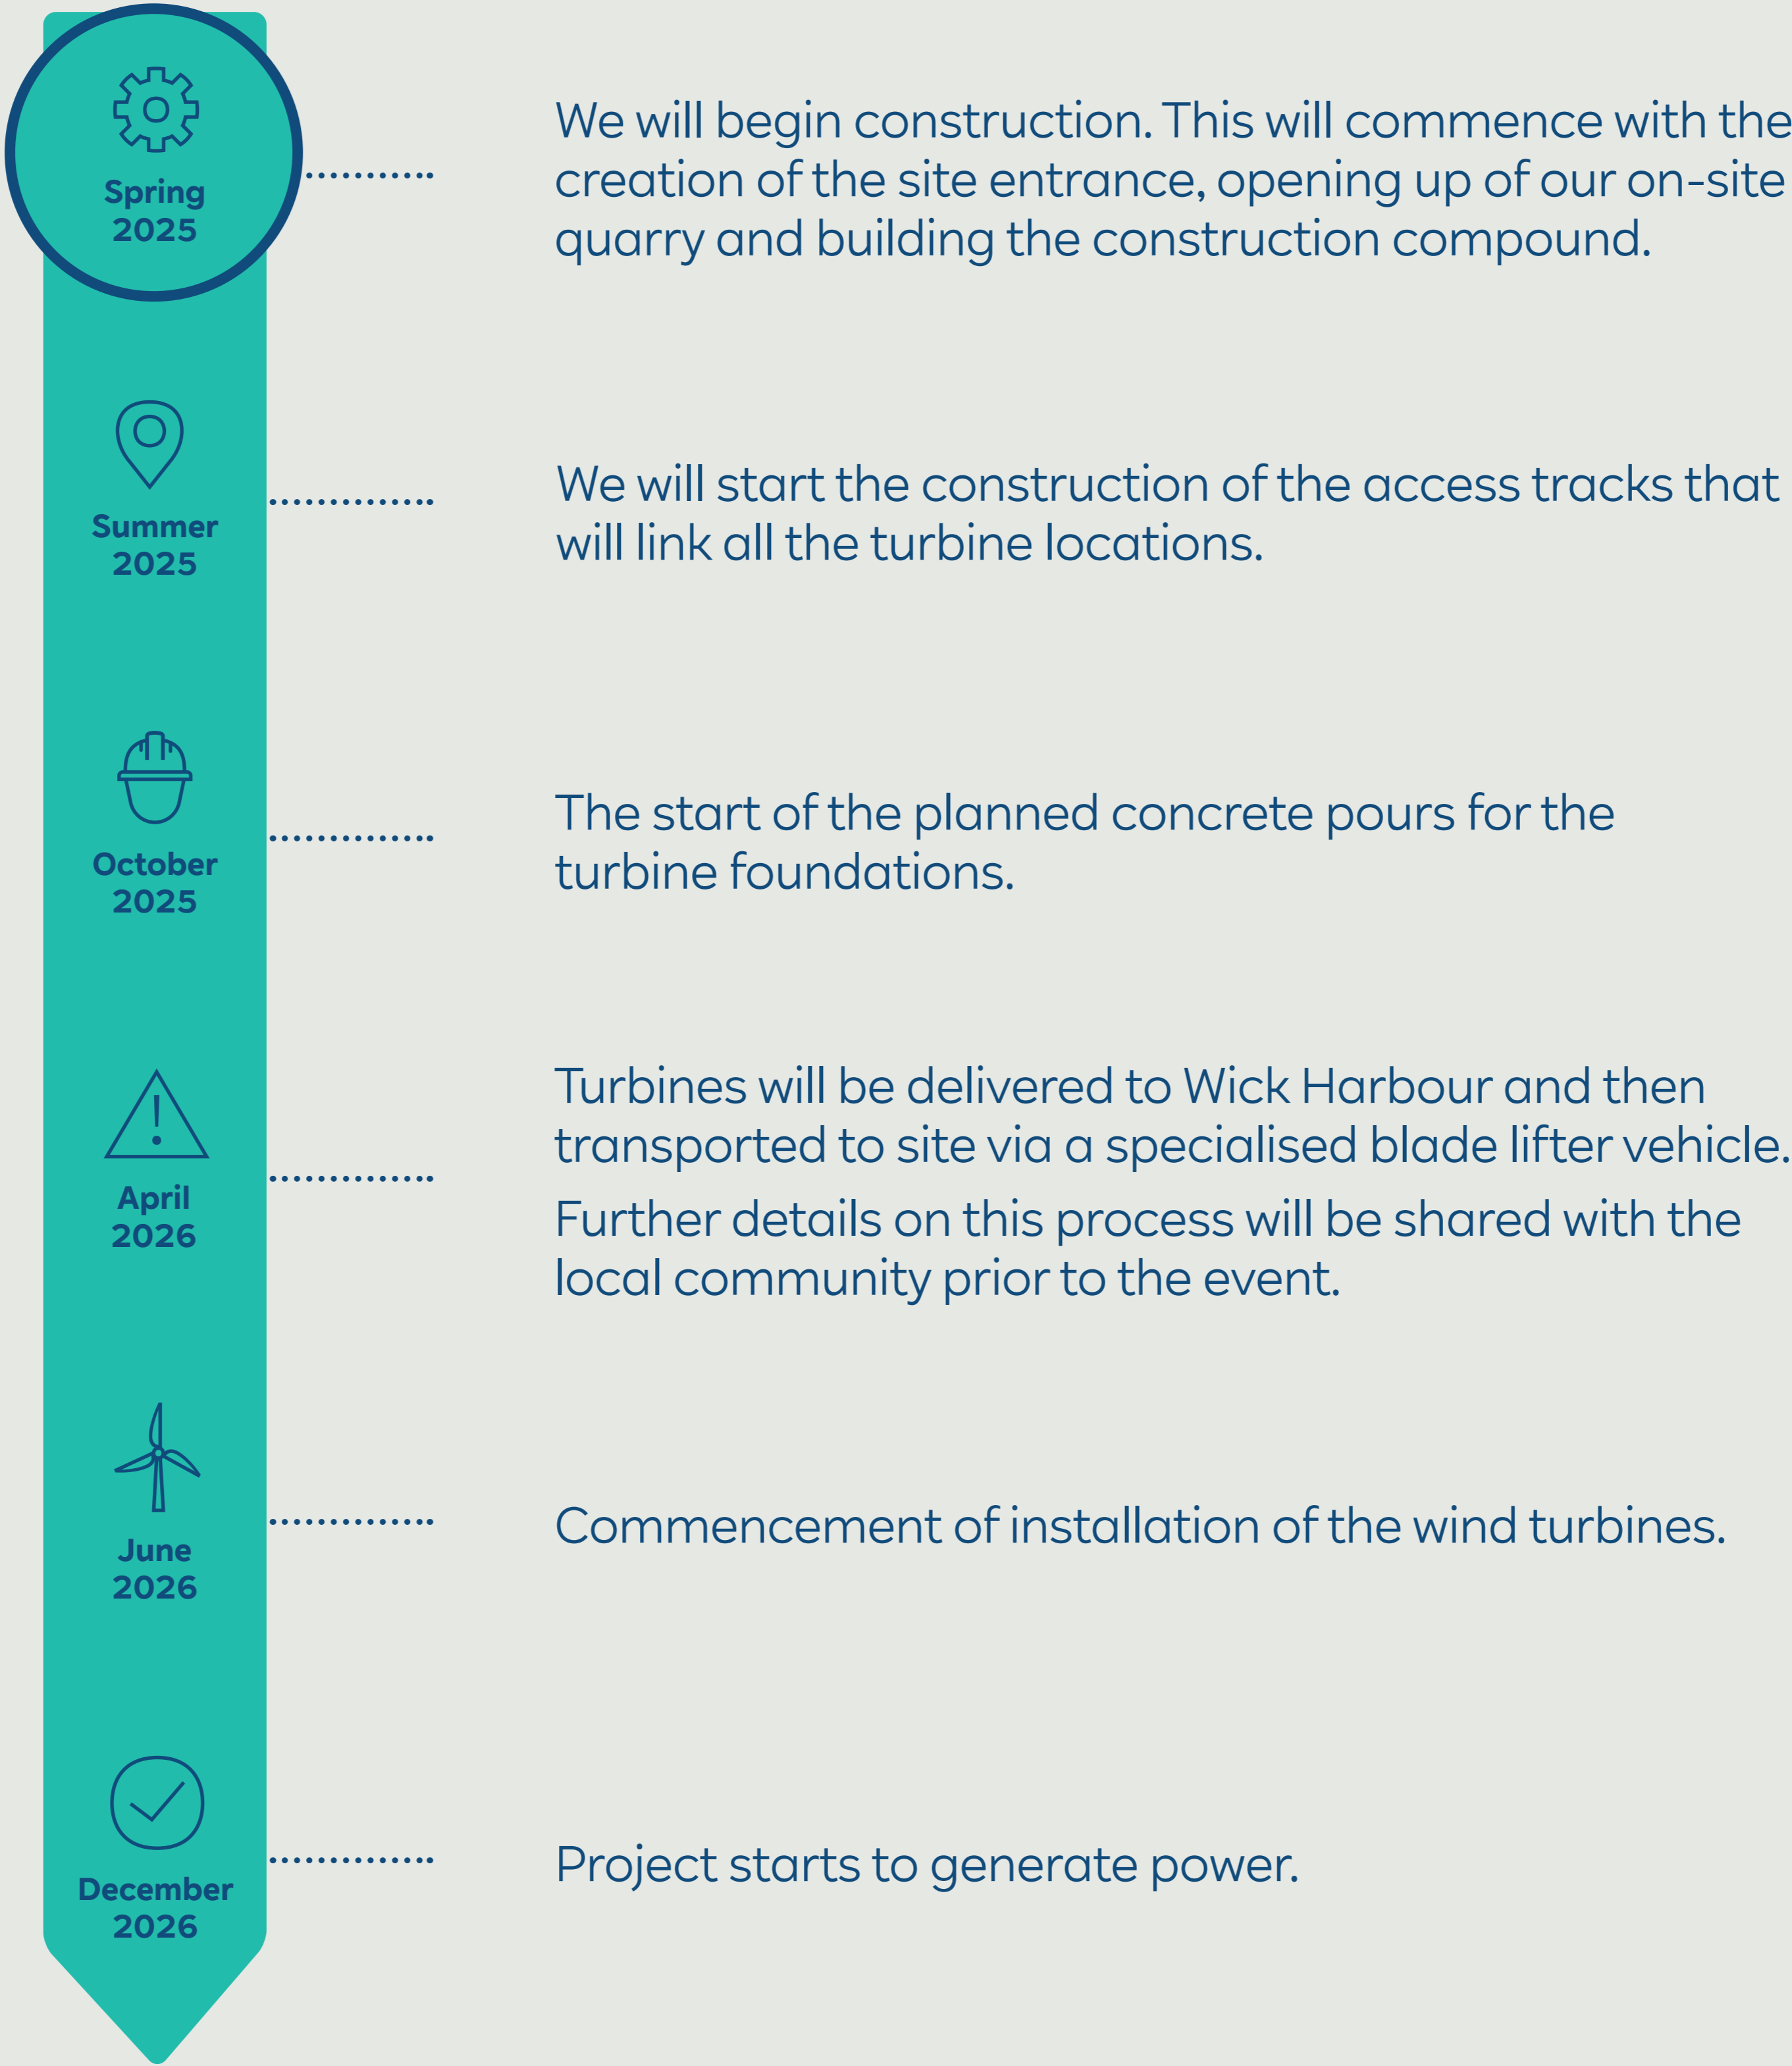 Spring
2025
We will begin construction. This will commence with the
creation of the site entrance, opening up of our on-site
quarry and building the construction compound.
Summer
2025
We will start the construction of the access tracks that
will link all the turbine locations.
October
2025
The start of the planned concrete pours for the
turbine foundations.
April
2026
Turbines will be delivered to Wick Harbour and then
transported to site via a specialised blade lifter vehicle.
Further details on this process will be shared with the
local community prior to the event.
June
2026
Commencement of installation of the wind turbines.
December
2026
Project starts to generate power.